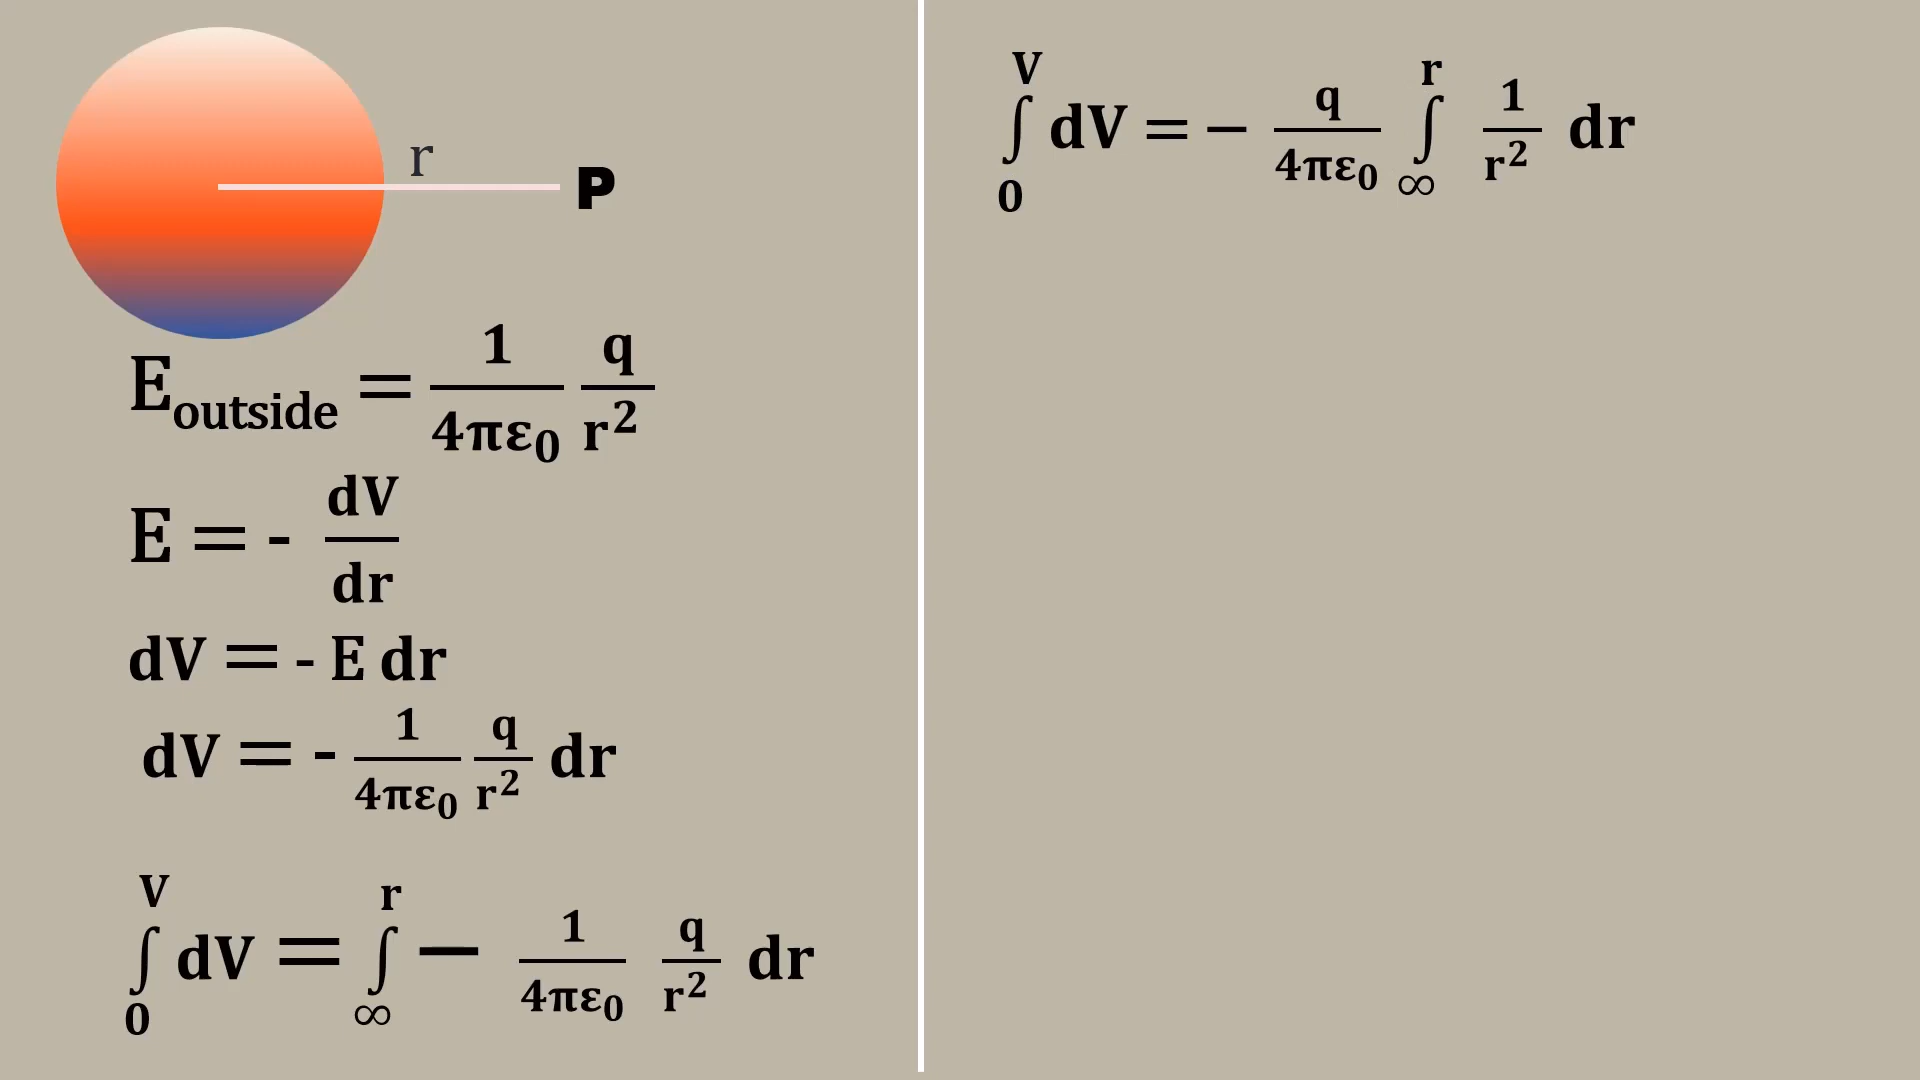 r
P
E_outside = 1/4πε₀ q/r²
E = - dV/dr
dV = - E dr
dV = - 1/4πε₀ q/r² dr
∫₀^V dV = ∫_∞^r − 1/4πε₀ q/r² dr
∫₀^V dV = − q/4πε₀ ∫_∞^r 1/r² dr